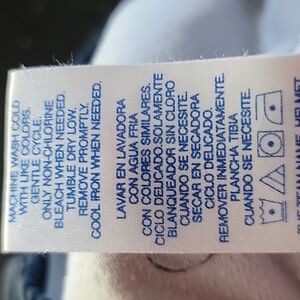 MACHINE WASH COLD
WITH LIKE COLORS.
GENTLE CYCLE.
ONLY NON-CHLORINE
BLEACH WHEN NEEDED.
TUMBLE DRY LOW.
REMOVE PROMPTLY.
COOL IRON WHEN NEEDED.
LAVAR EN LAVADORA
CON AGUA FRIA
CON COLORES SIMILARES.
CICLO DELICADO.SOLAMENTE
BLANQUEADOR SIN CLORO
CUANDO SE NECESITE.
SECAR EN SECADORA
CICLO DELICADO.
REMOVER INMEDIATAMENTE.
PLANCHA TIBIA
CUANDO SE NECESITE.